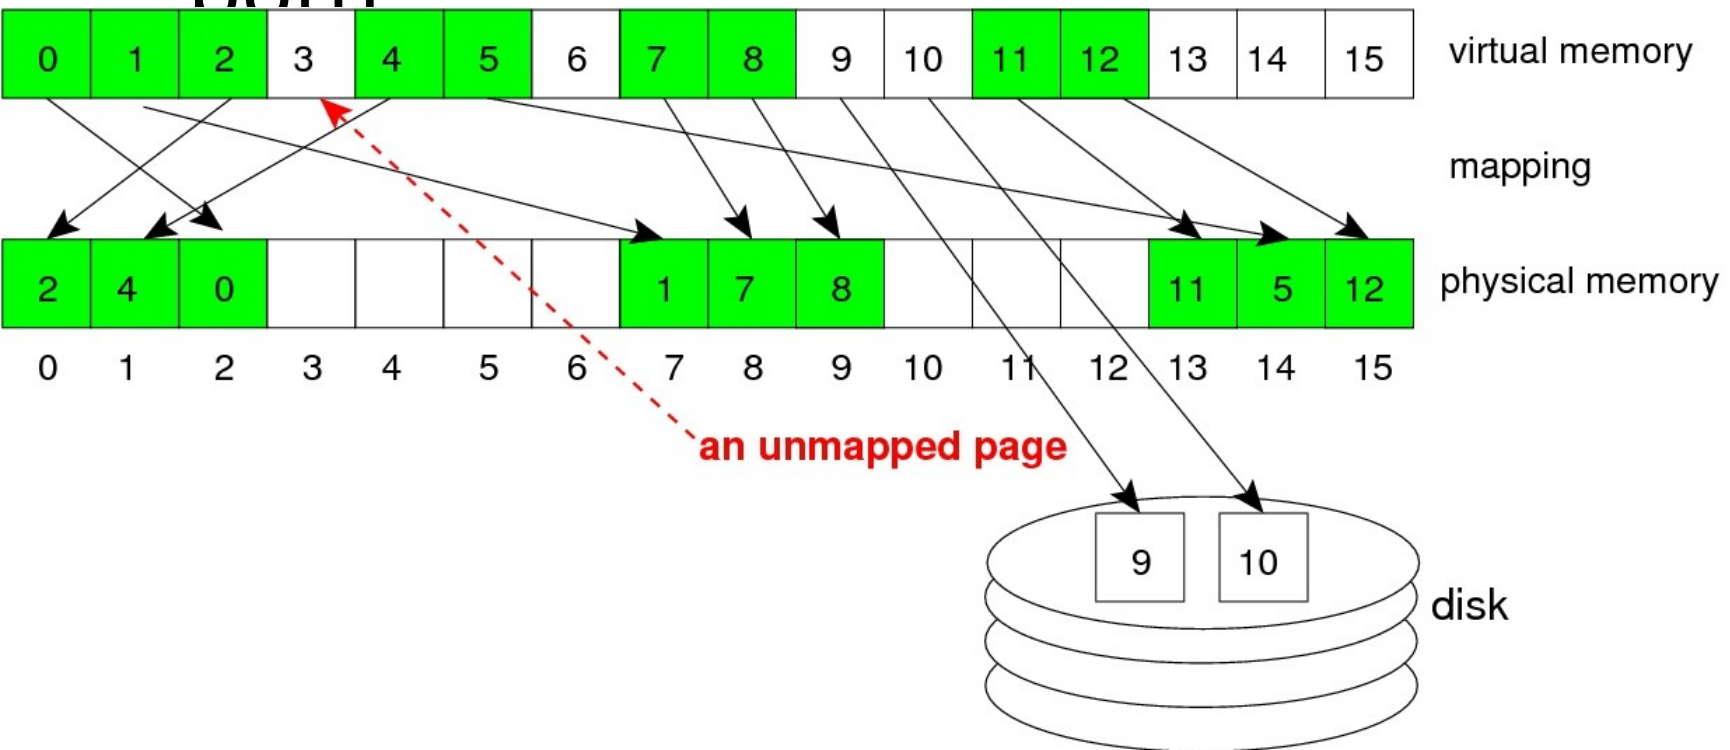 0 1 2 3 4 5 6 7 8 9 10 11 12 13 14 15 virtual memory
mapping
2 4 0 1 7 8 11 5 12 physical memory
0 1 2 3 4 5 6 7 8 9 10 11 12 13 14 15
an unmapped page
9 10
disk